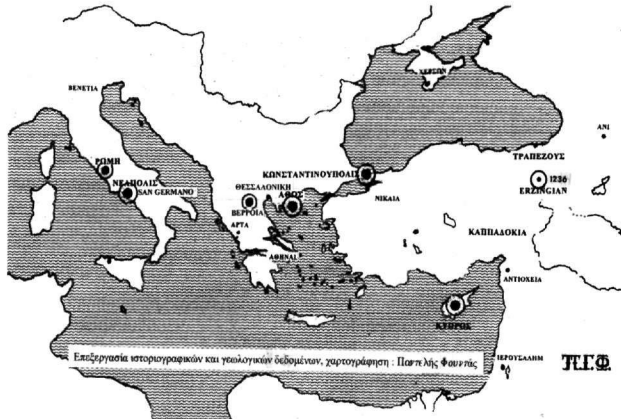 ΧΕΡΣΩΝ
ΒΕΝΕΤΙΑ
ΑΝΙ
ΤΡΑΠΕΖΟΥΣ
ΡΩΜΗ
ΚΩΝΣΤΑΝΤΙΝΟΥΠΟΛΙΣ
1236
ΝΕΑΠΟΛΙΣ
ΘΕΣΣΑΛΟΝΙΚΗ
ERZINGIAN
SAN GERMANO
ΑΘΩΣ
ΝΙΚΑΙΑ
ΒΕΡΡΟΙΑ
ΑΡΤΑ
ΚΑΠΠΑΔΟΚΙΑ
ΑΘΗΝΑΙ
ΑΝΤΙΟΧΕΙΑ
ΚΥΠΡΟΣ
Επεξεργασία ιστοριογραφικών και γεωλογικών δεδομένων, χαρτογράφηση : Παντελής Φουντάς
ΙΕΡΟΥΣΑΛΗΜ
Π.Γ.Φ.